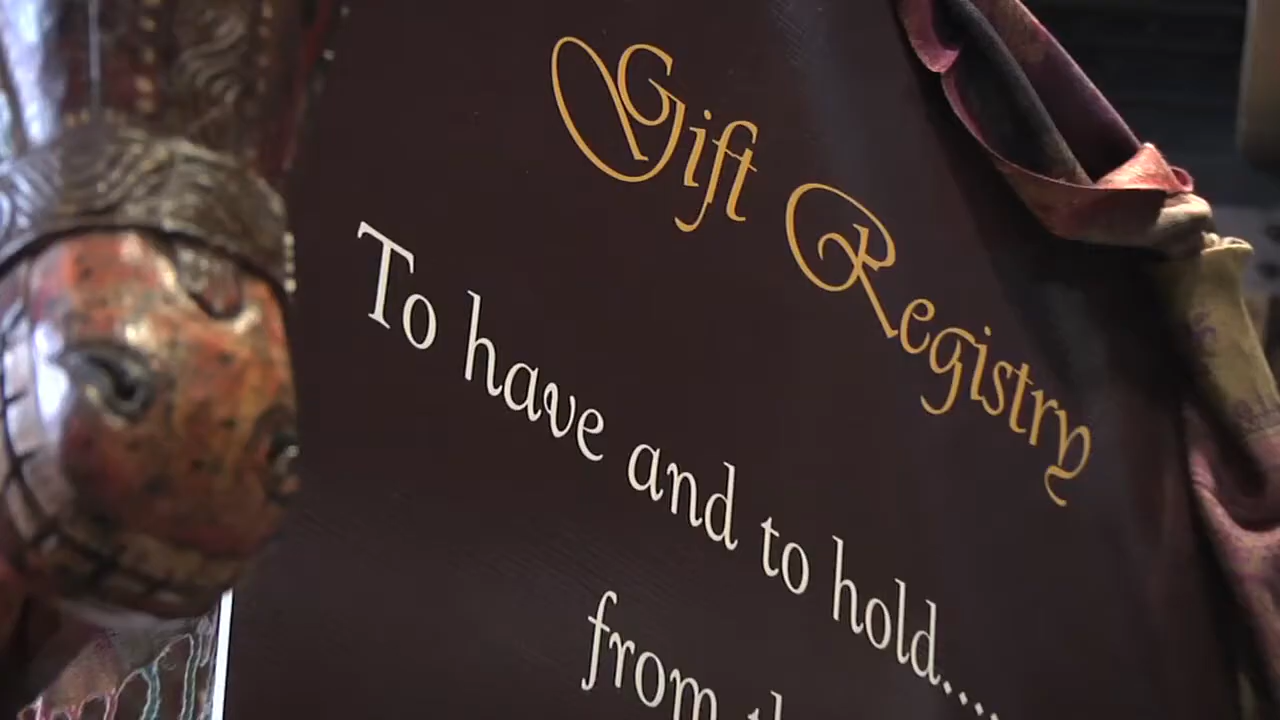 Gift Registry
To have and to hold.....
from